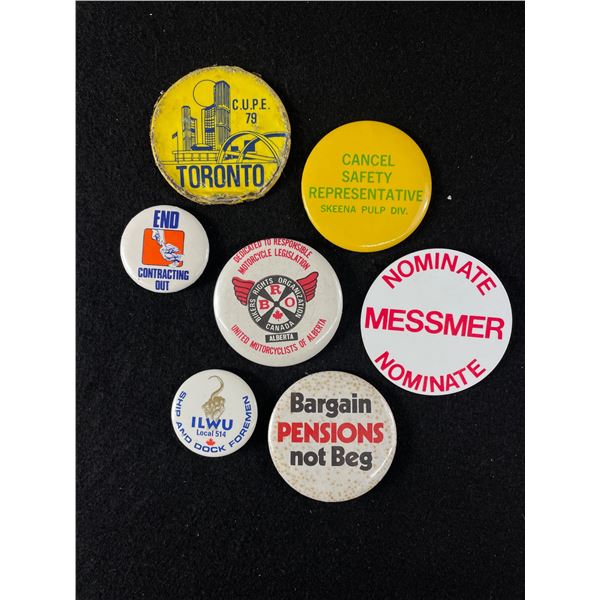 C.U.P.E.
79
TORONTO
CANCEL
SAFETY
REPRESENTATIVE
SKEENA PULP DIV.
END
CONTRACTING
OUT
DEDICATED TO RESPONSIBLE
MOTORCYCLE LEGISLATION
BIKERS RIGHTS ORGANIZATION
B R O
CANADA
ALBERTA
UNITED MOTORCYCLISTS OF ALBERTA
NOMINATE
MESSMER
NOMINATE
ILWU
Local 514
SHIP AND DOCK FOREMEN
Bargain
PENSIONS
not Beg